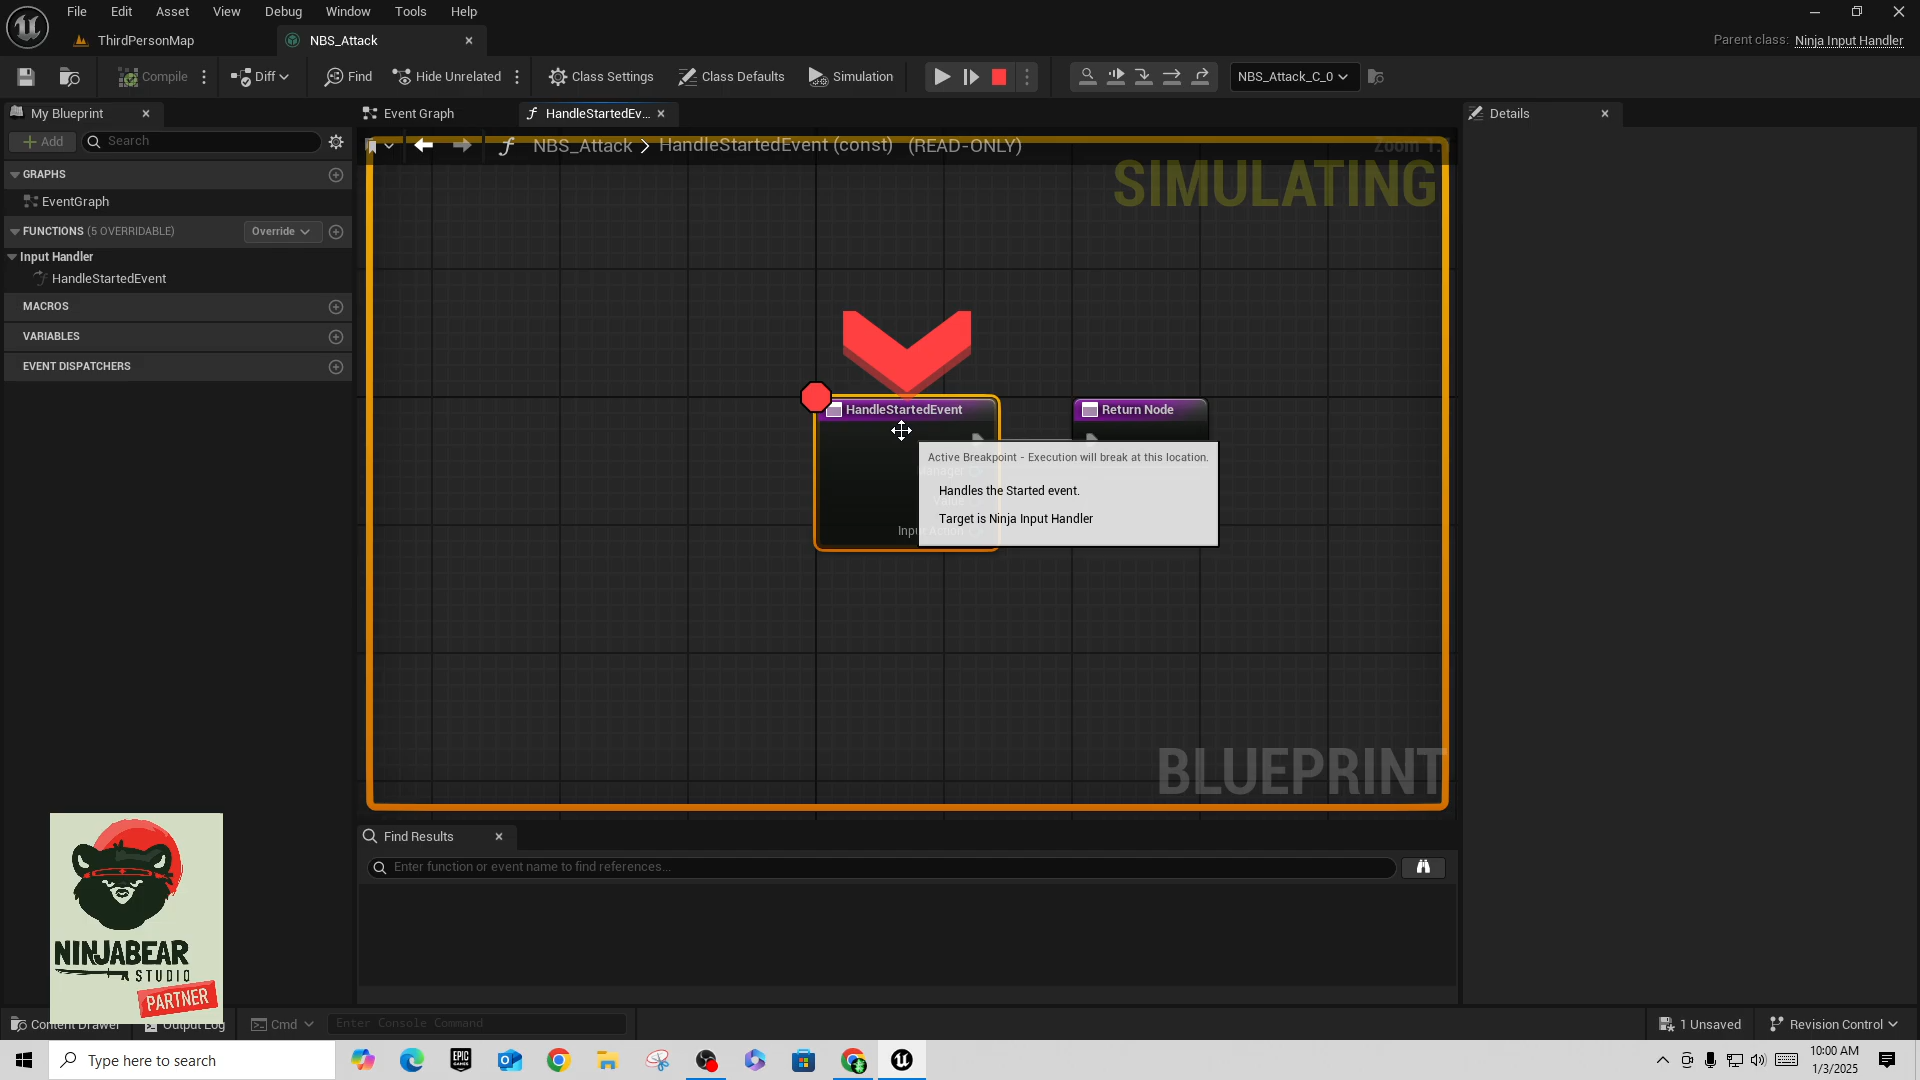 File Edit Asset View Debug Window Tools Help
ThirdPersonMap
NBS_Attack
Parent class: Ninja Input Handler
Compile
Diff
Find
Hide Unrelated
Class Settings
Class Defaults
Simulation
NBS_Attack_C_0
My Blueprint
Event Graph
HandleStartedEv...
Details
Add
Search
NBS_Attack > HandleStartedEvent (const) (READ-ONLY)
SIMULATING
GRAPHS
EventGraph
FUNCTIONS (5 OVERRIDABLE)
Override
Input Handler
HandleStartedEvent
MACROS
VARIABLES
EVENT DISPATCHERS
HandleStartedEvent
Return Node
Active Breakpoint - Execution will break at this location.
Handles the Started event.
Target is Ninja Input Handler
BLUEPRINT
Find Results
Enter function or event name to find references...
NINJABEAR
STUDIO
PARTNER
Content Drawer
Output Log
Cmd
Enter Console Command
1 Unsaved
Revision Control
Type here to search
EPIC
GAMES
10:00 AM
1/3/2025